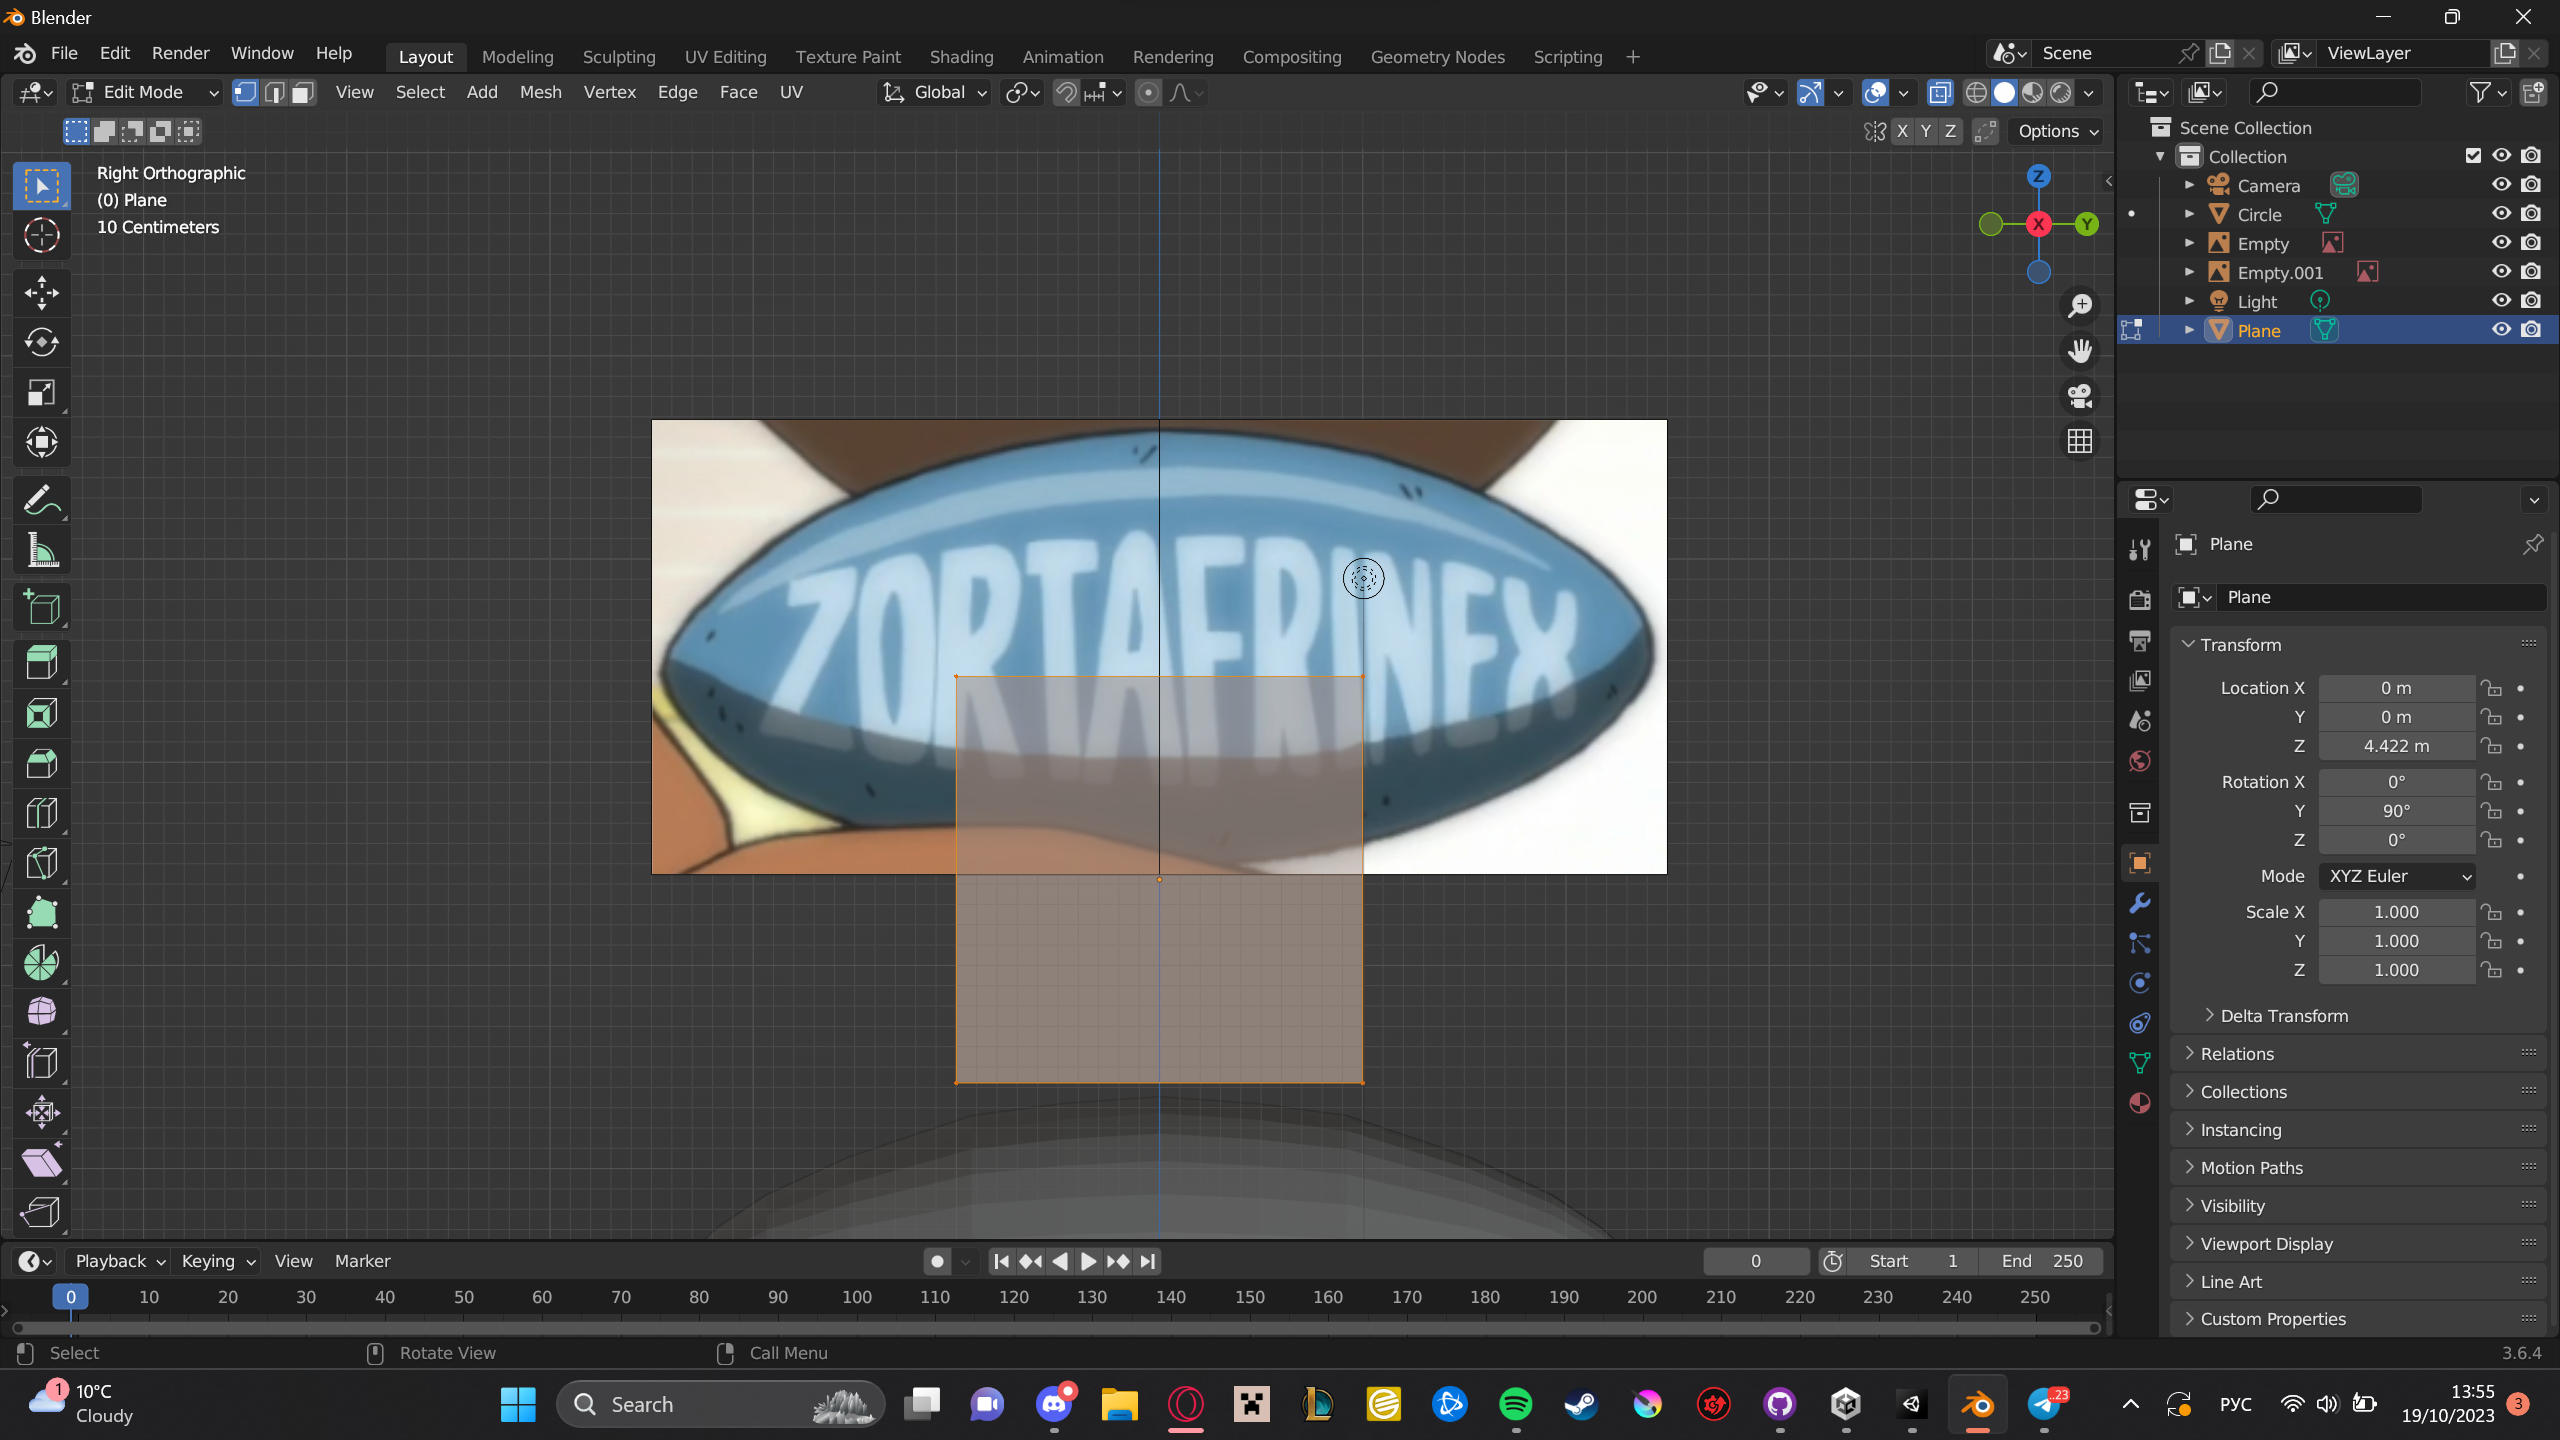 Blender
File Edit Render Window Help Layout Modeling Sculpting UV Editing Texture Paint Shading Animation Rendering Compositing Geometry Nodes Scripting + Scene ViewLayer
Edit Mode View Select Add Mesh Vertex Edge Face UV Global
X Y Z Options
Right Orthographic
(0) Plane
10 Centimeters
Z
X
Y
ZORTAFRINEX
Scene Collection
Collection
Camera
Circle
Empty
Empty.001
Light
Plane
Plane
Plane
Transform
Location X 0 m
Y 0 m
Z 4.422 m
Rotation X 0°
Y 90°
Z 0°
Mode XYZ Euler
Scale X 1.000
Y 1.000
Z 1.000
Delta Transform
Relations
Collections
Instancing
Motion Paths
Visibility
Viewport Display
Line Art
Custom Properties
Playback Keying View Marker 0 Start 1 End 250
0 10 20 30 40 50 60 70 80 90 100 110 120 130 140 150 160 170 180 190 200 210 220 230 240 250
Select Rotate View Call Menu 3.6.4
1 10°C
Cloudy
Search
..23
РУС
13:55
19/10/2023
3